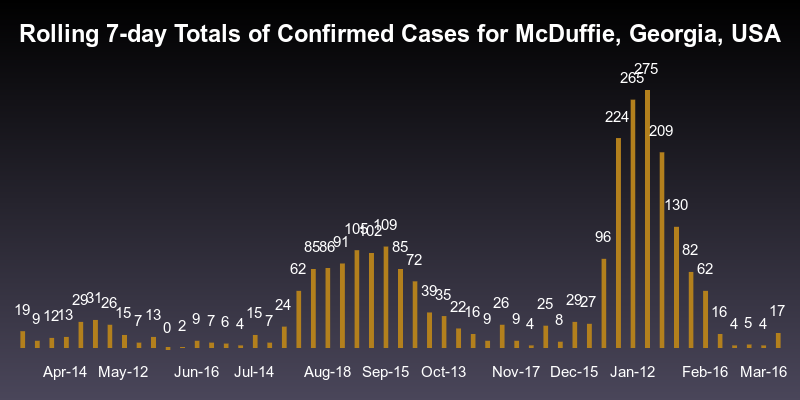 Rolling 7-day Totals of Confirmed Cases for McDuffie, Georgia, USA
19 9 12 13 29 31 26 15 7 13 0 2 9 7 6 4 15 7 24 62 85 86 91 105 102 109 85 72 39 35 22 16 9 26 9 4 25 8 29 27 96 224 265 275 209 130 82 62 16 4 5 4 17
Apr-14 May-12 Jun-16 Jul-14 Aug-18 Sep-15 Oct-13 Nov-17 Dec-15 Jan-12 Feb-16 Mar-16